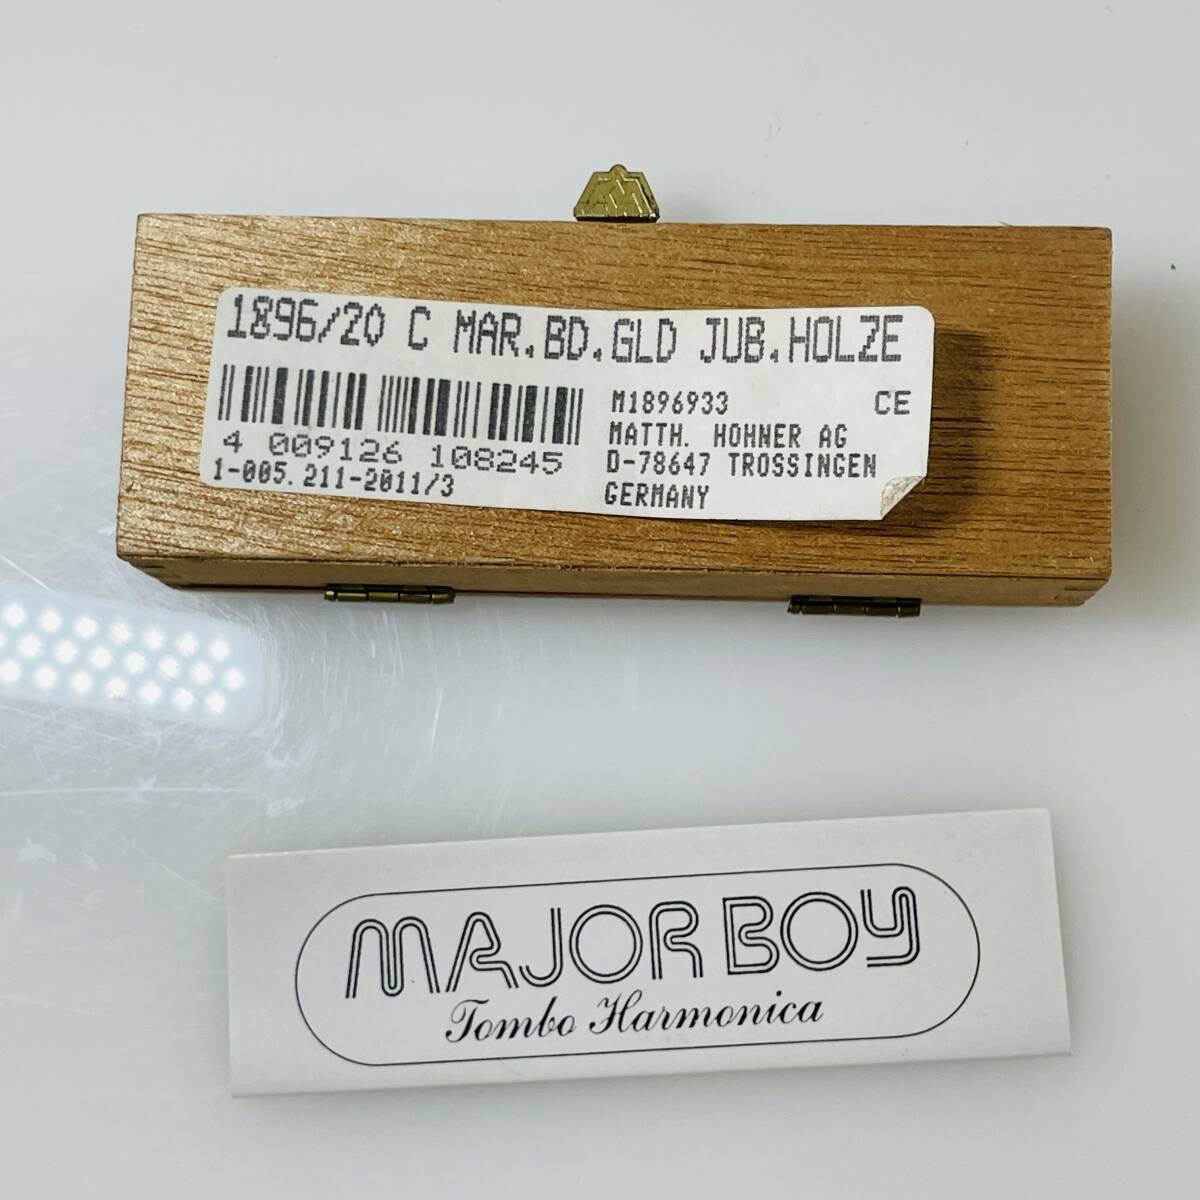 1896/20 C MAR.BD.GLD JUB.HOLZE
M1896933 CE
MATTH. HOHNER AG
D-78647 TROSSINGEN
GERMANY
4 009126 108245
1-005.211-2011/3
MAJOR BOY
Tombo Harmonica